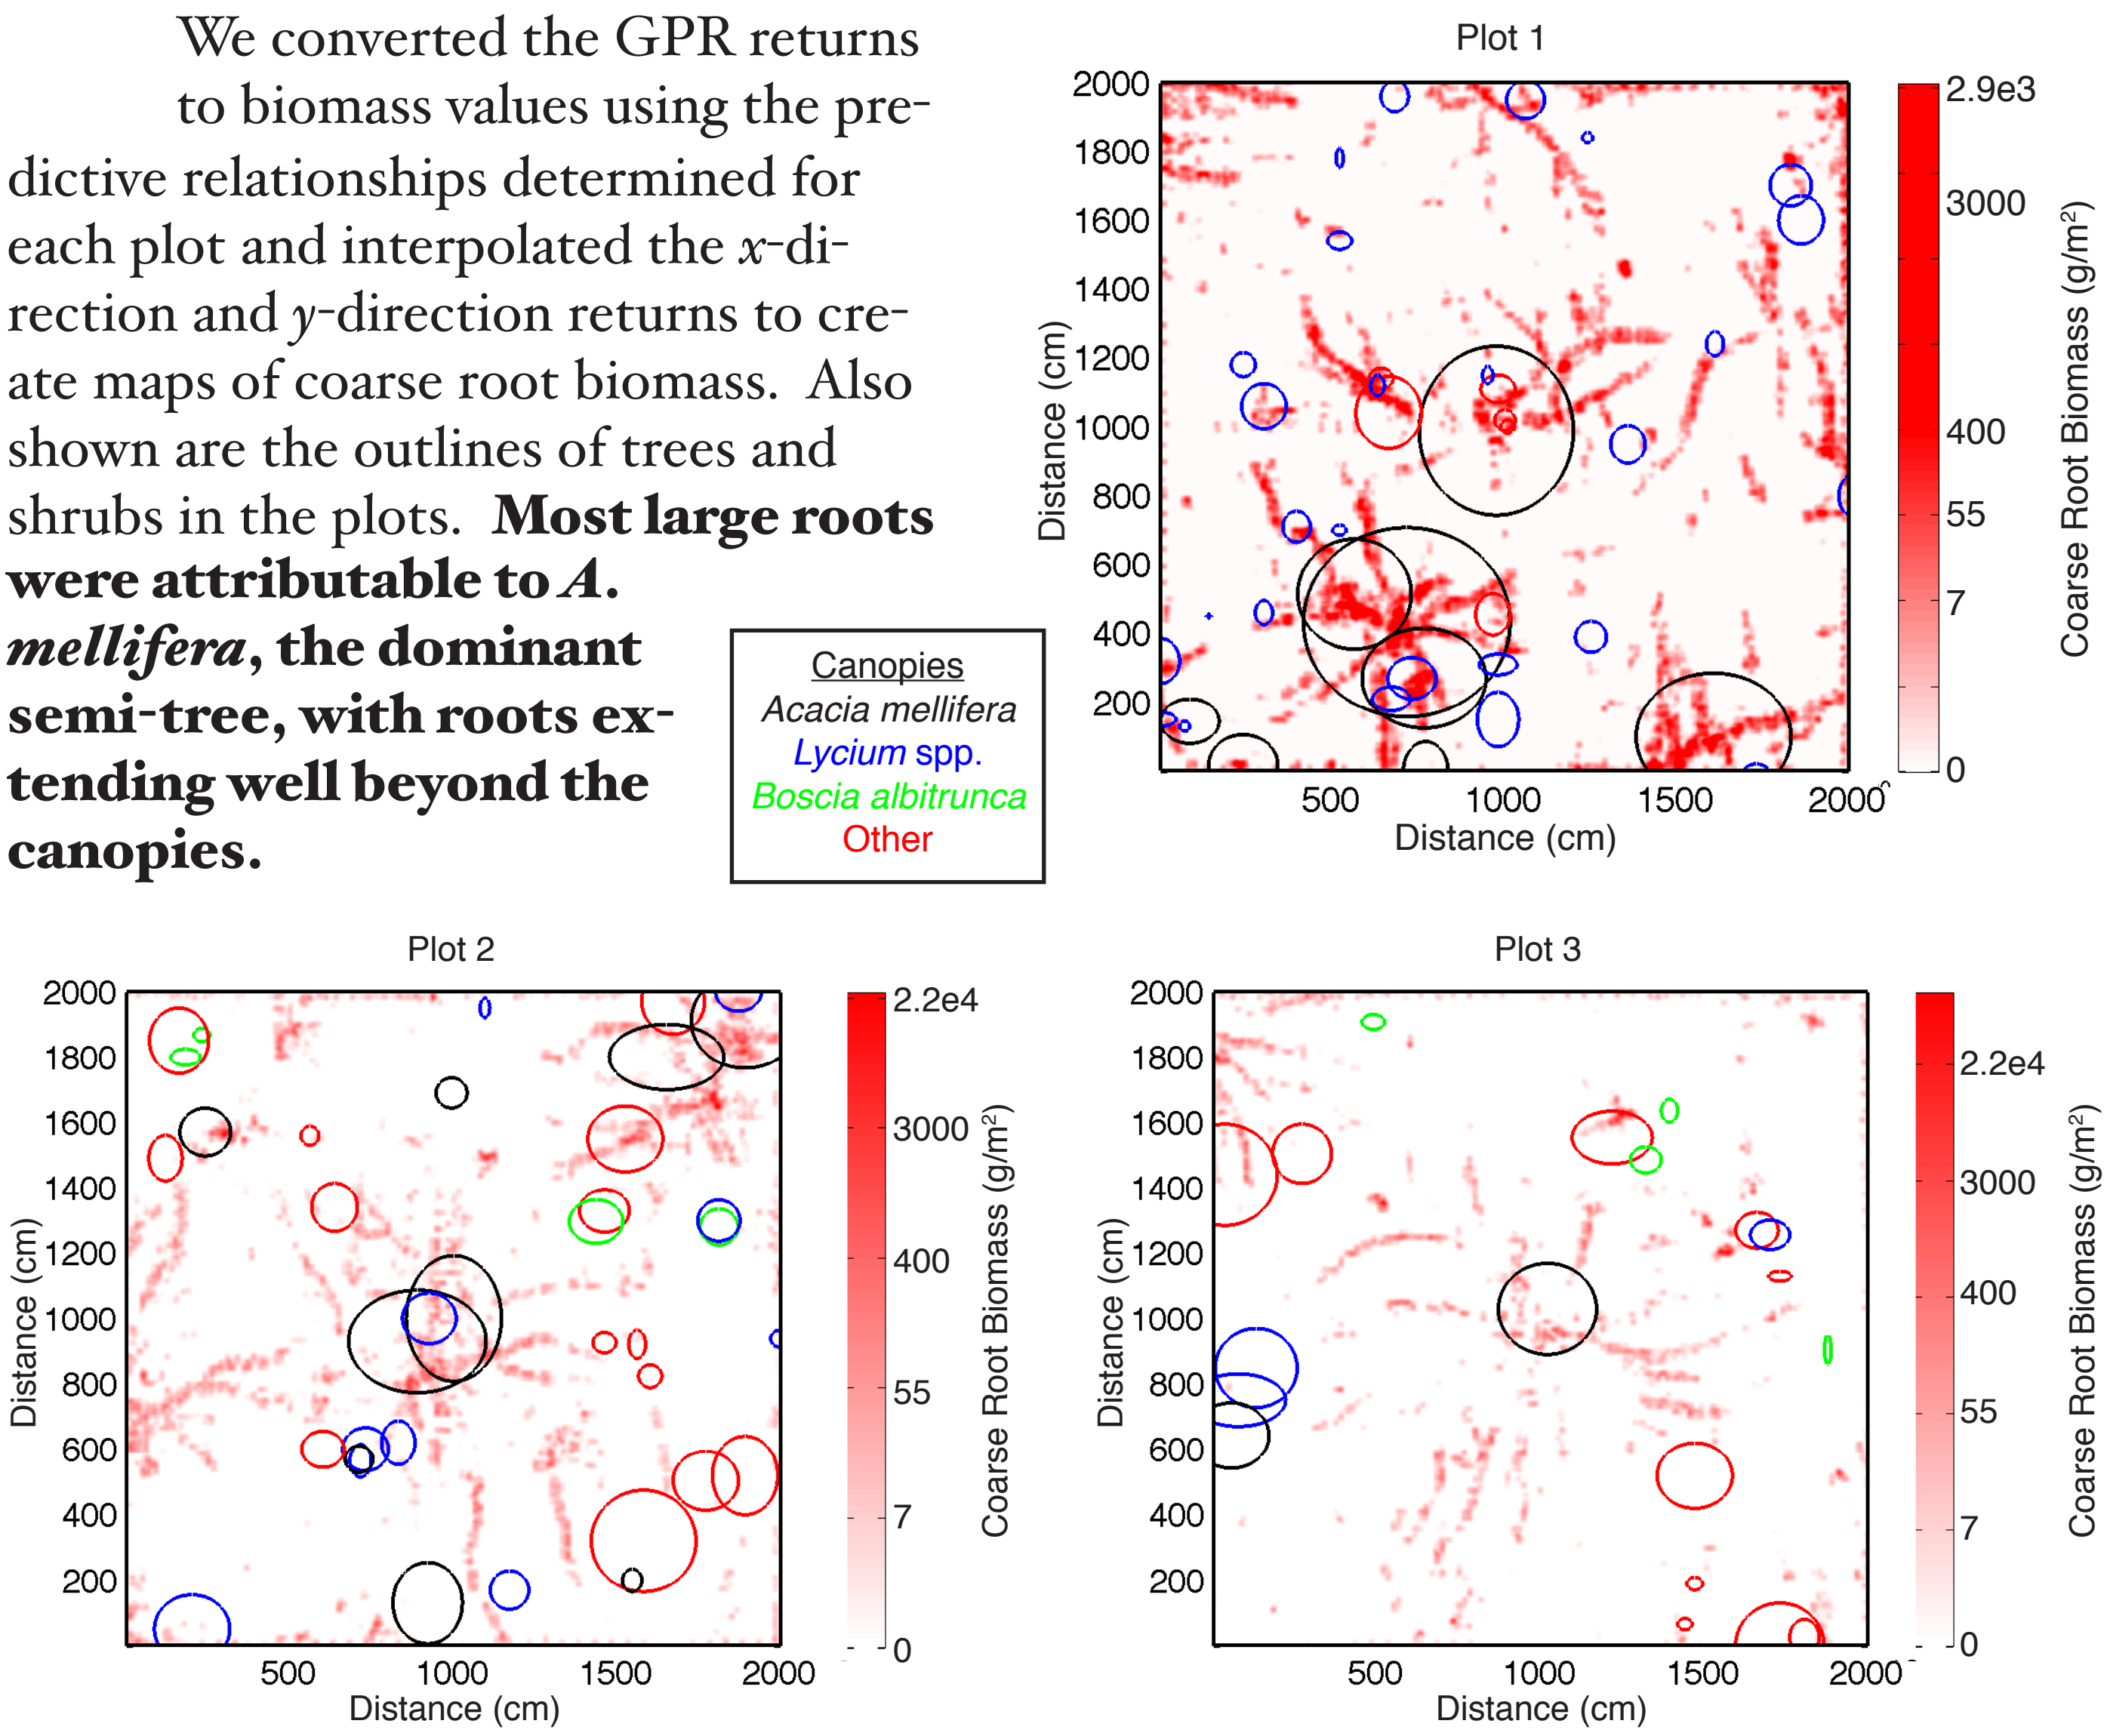 We converted the GPR returns
to biomass values using the pre-
dictive relationships determined for
each plot and interpolated the x-di-
rection and y-direction returns to cre-
ate maps of coarse root biomass.  Also
shown are the outlines of trees and
shrubs in the plots.  Most large roots
were attributable to A.
mellifera, the dominant
semi-tree, with roots ex-
tending well beyond the
canopies.
Canopies
Acacia mellifera
Lycium spp.
Boscia albitrunca
Other
Plot 1
2000
1800
1600
1400
1200
1000
800
600
400
200
Distance (cm)
500
1000
1500
2000
Distance (cm)
2.9e3
3000
400
55
7
0
Coarse Root Biomass (g/m²)
Plot 2
2000
1800
1600
1400
1200
1000
800
600
400
200
Distance (cm)
500
1000
1500
2000
Distance (cm)
2.2e4
3000
400
55
7
0
Coarse Root Biomass (g/m²)
Plot 3
2000
1800
1600
1400
1200
1000
800
600
400
200
Distance (cm)
500
1000
1500
2000
Distance (cm)
2.2e4
3000
400
55
7
0
Coarse Root Biomass (g/m²)